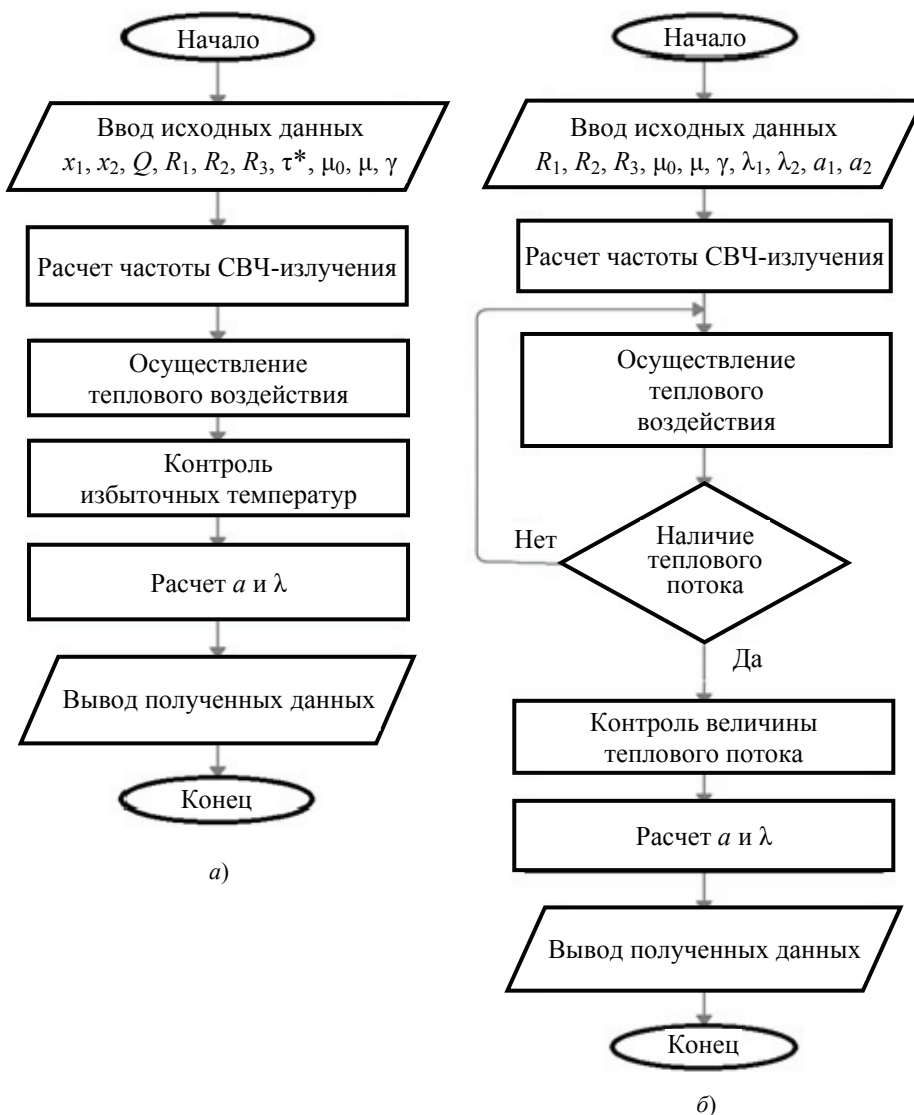 Начало
Ввод исходных данных
x₁, x₂, Q, R₁, R₂, R₃, τ*, μ₀, μ, γ
Расчет частоты СВЧ-излучения
Осуществление
теплового воздействия
Контроль
избыточных температур
Расчет a и λ
Вывод полученных данных
Конец
а)
Начало
Ввод исходных данных
R₁, R₂, R₃, μ₀, μ, γ, λ₁, λ₂, a₁, a₂
Расчет частоты СВЧ-излучения
Осуществление
теплового
воздействия
Наличие
теплового
потока
Нет
Да
Контроль величины
теплового потока
Расчет a и λ
Вывод полученных данных
Конец
б)